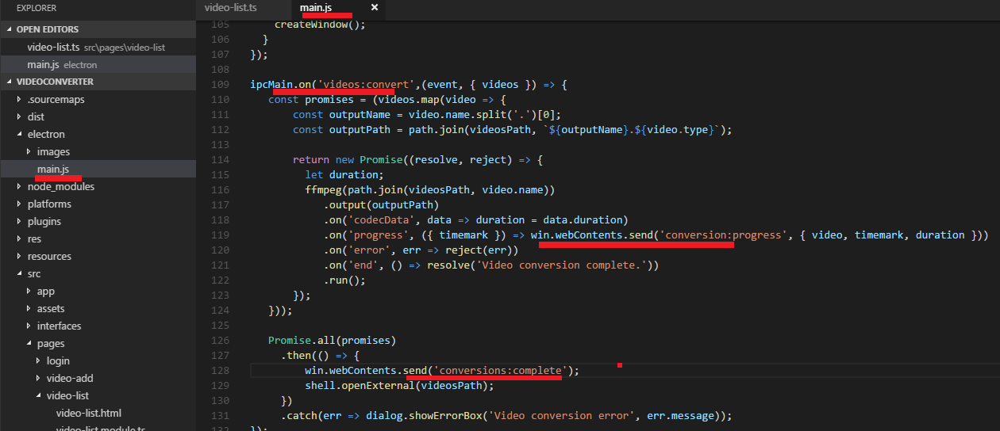 EXPLORER
OPEN EDITORS
video-list.ts src\pages\video-list
main.js electron
VIDEOCONVERTER
.sourcemaps
dist
electron
images
main.js
node_modules
platforms
plugins
res
resources
src
app
assets
interfaces
pages
login
video-add
video-list
video-list.html
video-list.module.ts
video-list.ts main.js ×
105 createWindow();
106 }
107 });
108
109 ipcMain.on('videos:convert',(event, { videos }) => {
110 const promises = (videos.map(video => {
111 const outputName = video.name.split('.')[0];
112 const outputPath = path.join(videosPath, `${outputName}.${video.type}`);
113
114 return new Promise((resolve, reject) => {
115 let duration;
116 ffmpeg(path.join(videosPath, video.name))
117 .output(outputPath)
118 .on('codecData', data => duration = data.duration)
119 .on('progress', ({ timemark }) => win.webContents.send('conversion:progress', { video, timemark, duration }))
120 .on('error', err => reject(err))
121 .on('end', () => resolve('Video conversion complete.'))
122 .run();
123 });
124 }));
125
126 Promise.all(promises)
127 .then(() => {
128 win.webContents.send('conversions:complete');
129 shell.openExternal(videosPath);
130 })
131 .catch(err => dialog.showErrorBox('Video conversion error', err.message));
132 });